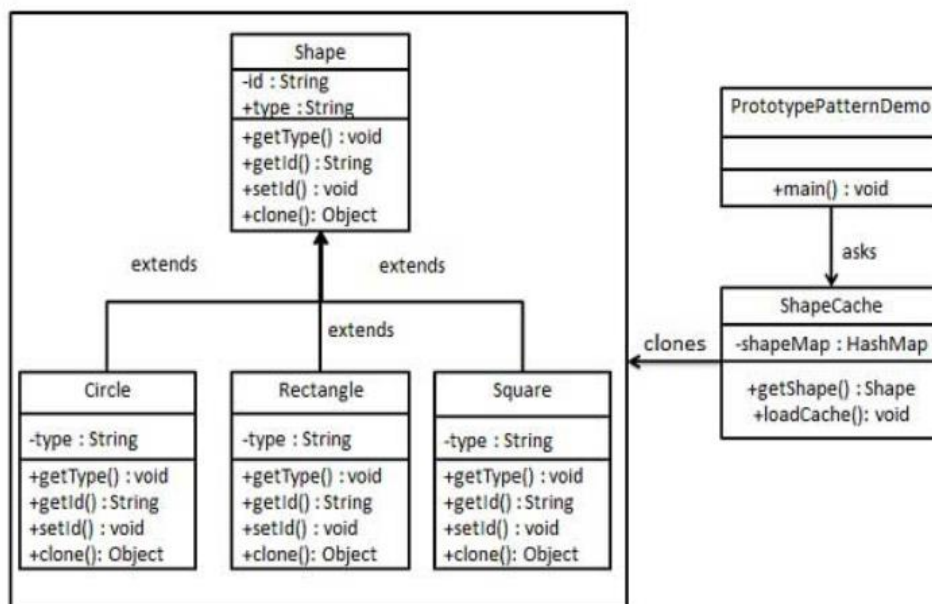 Shape
-id : String
+type : String
+getType() : void
+getId() : String
+setId() : void
+clone(): Object
extends
extends
extends
Circle
-type : String
+getType() : void
+getId() : String
+setId() : void
+clone(): Object
Rectangle
-type : String
+getType() : void
+getId() : String
+setId() : void
+clone(): Object
Square
-type : String
+getType() : void
+getId() : String
+setId() : void
+clone(): Object
PrototypePatternDemo
+main() : void
asks
ShapeCache
-shapeMap : HashMap
+getShape() : Shape
+loadCache(): void
clones